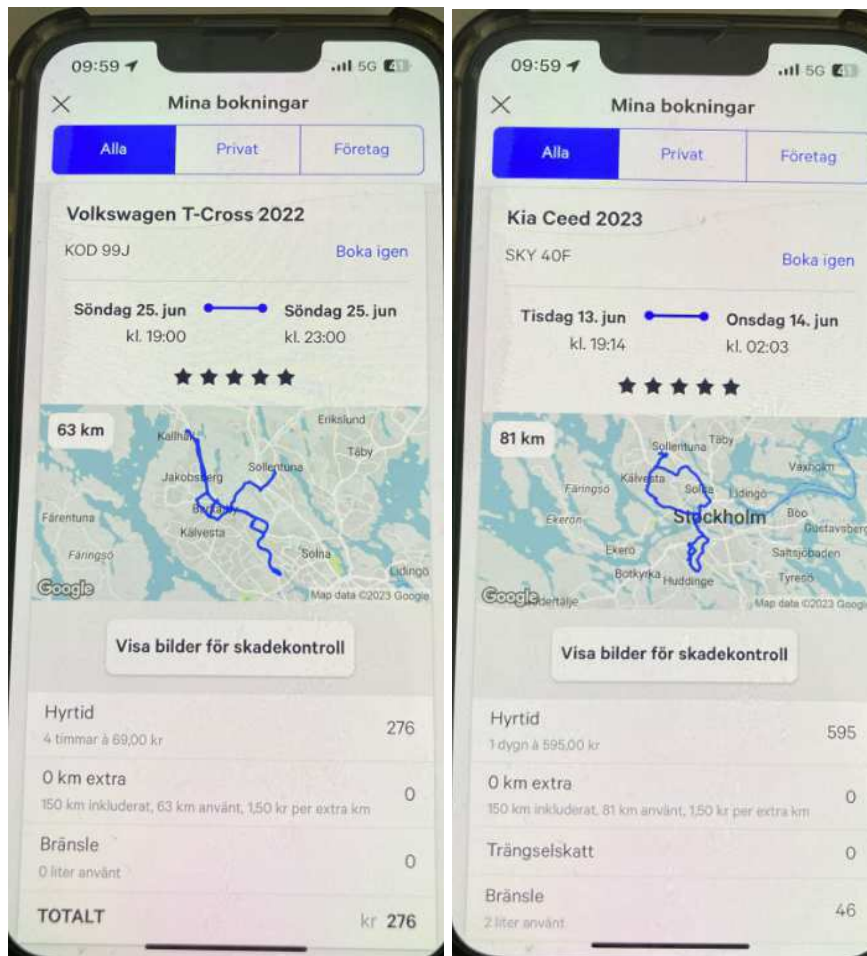 09:59
5G 41
Mina bokningar
Alla
Privat
Företag
Volkswagen T-Cross 2022
KOD 99J
Boka igen
Söndag 25. jun
Söndag 25. jun
kl. 19:00
kl. 23:00
63 km
Kallhäll
Erikslund
Täby
Jakobsberg
Sollentuna
Barkarby
Färentuna
Kälvesta
Färingsö
Solna
Lidingö
Google
Map data ©2023 Google
Visa bilder för skadekontroll
Hyrtid
276
4 timmar à 69,00 kr
0 km extra
0
150 km inkluderat, 63 km använt, 1,50 kr per extra km
Bränsle
0
0 liter använt
TOTALT
kr 276
09:59
5G 41
Mina bokningar
Alla
Privat
Företag
Kia Ceed 2023
SKY 40F
Boka igen
Tisdag 13. jun
Onsdag 14. jun
kl. 19:14
kl. 02:03
81 km
Sollentuna
Täby
Kälvesta
Vaxholm
Färingsö
Solna
Lidingö
Ekerön
Stockholm
Boo
Gustavsberg
Ekerö
Saltsjöbaden
Botkyrka
Huddinge
Tyresö
Google
Södertälje
Map data ©2023 Google
Visa bilder för skadekontroll
Hyrtid
595
1 dygn à 595,00 kr
0 km extra
0
150 km inkluderat, 81 km använt, 1,50 kr per extra km
Trängselskatt
0
Bränsle
46
2 liter använt